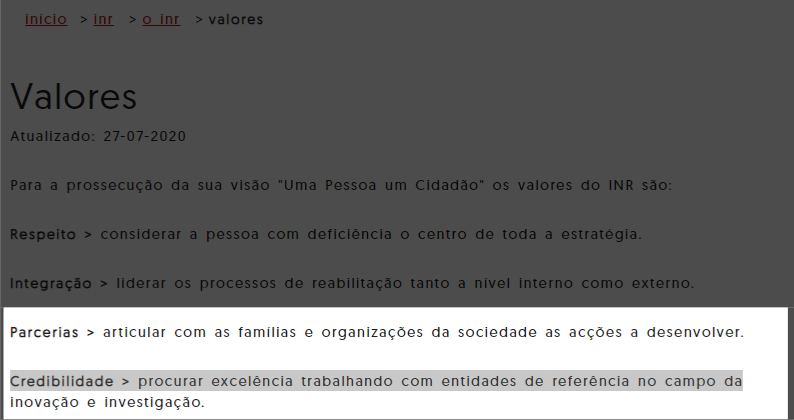 início > inr > o inr > valores
Valores
Atualizado: 27-07-2020
Para a prossecução da sua visão "Uma Pessoa um Cidadão" os valores do INR são:
Respeito > considerar a pessoa com deficiência o centro de toda a estratégia.
Integração > liderar os processos de reabilitação tanto a nível interno como externo.
Parcerias > articular com as famílias e organizações da sociedade as acções a desenvolver.
Credibilidade > procurar excelência trabalhando com entidades de referência no campo da
inovação e investigação.